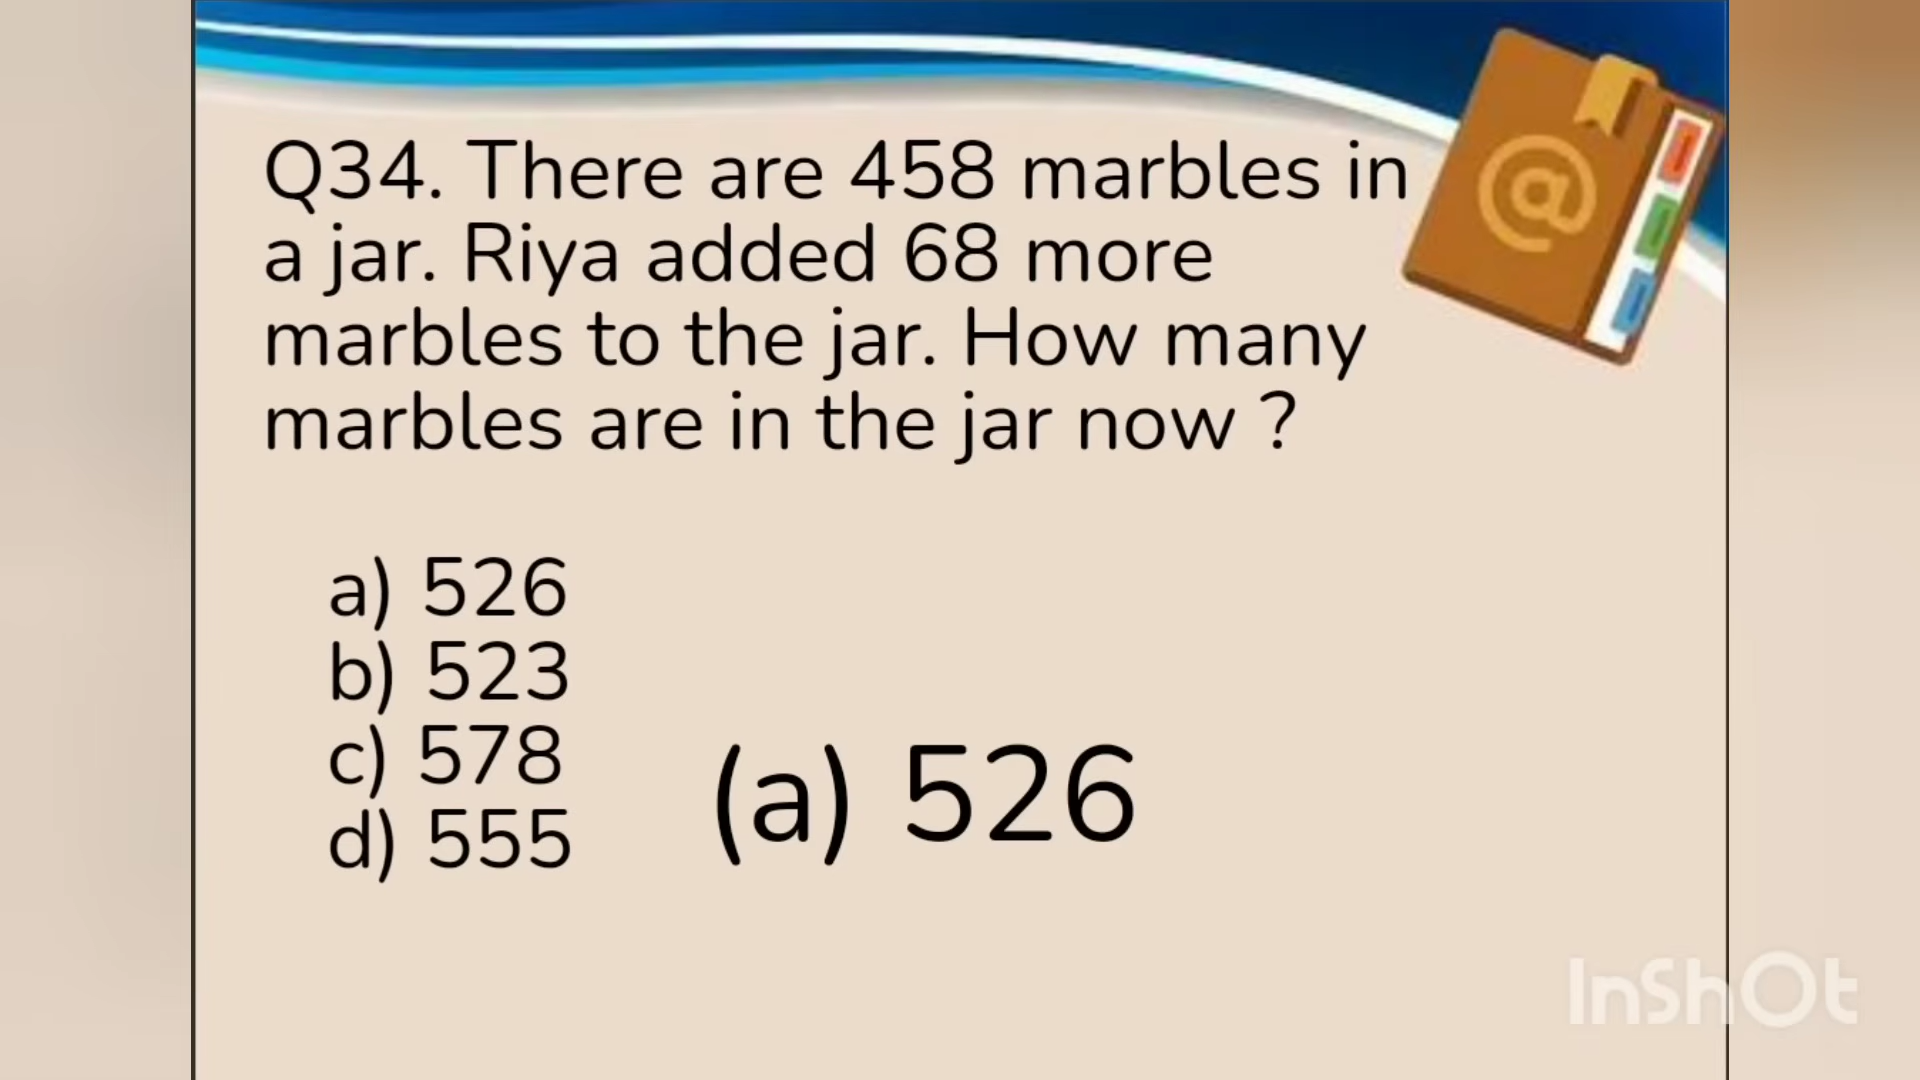 Q34. There are 458 marbles in
a jar. Riya added 68 more
marbles to the jar. How many
marbles are in the jar now ?
a) 526
b) 523
c) 578
d) 555
(a) 526
@
InShOt